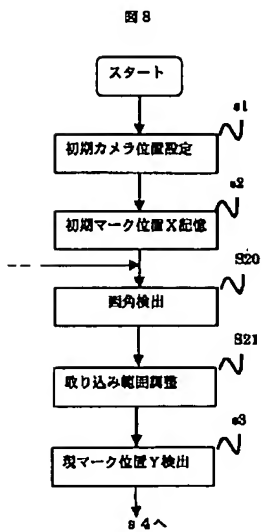 図8
スタート
s1
初期カメラ位置設定
s2
初期マーク位置X記憶
S20
四角検出
S21
取り込み範囲調整
s3
現マーク位置Y検出
s4へ